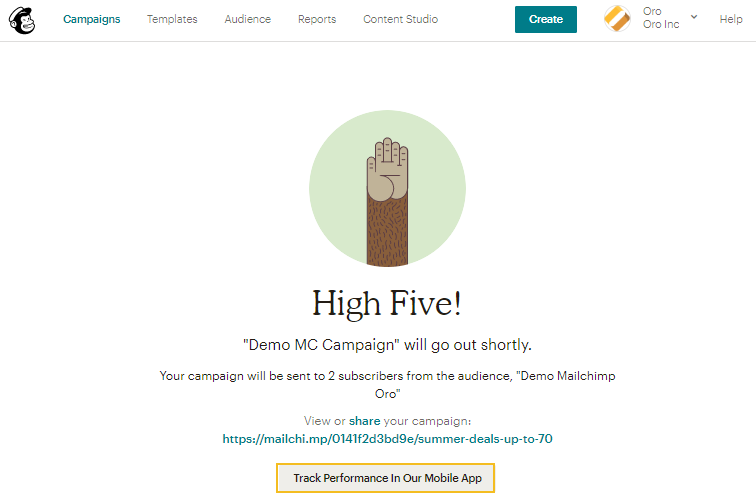 Campaigns Templates Audience Reports Content Studio Create Oro Help
Oro Inc
High Five!
"Demo MC Campaign" will go out shortly.
Your campaign will be sent to 2 subscribers from the audience, "Demo Mailchimp
Oro"
View or share your campaign:
https://mailchi.mp/0141f2d3bd9e/summer-deals-up-to-70
Track Performance In Our Mobile App